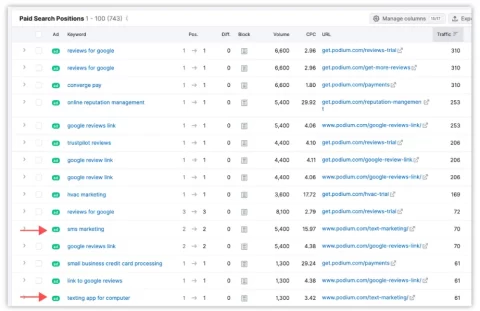 Paid Search Positions 1 - 100 (743)
Manage columns 11/17
Ad Keyword Pos. Diff. Block Volume CPC URL Traffic
Ad reviews for google 1 → 1 0 6,600 2.96 get.podium.com/reviews-trial 310
Ad reviews for google 1 → 1 0 6,600 2.96 get.podium.com/get-more-reviews 310
Ad converge pay 1 → 1 0 6,600 1.80 get.podium.com/payments 310
Ad online reputation management 1 → 1 0 5,400 29.92 get.podium.com/reputation-mangement 253
Ad google reviews link 1 → 1 0 5,400 4.06 www.podium.com/google-reviews-link/ 253
Ad trustpilot reviews 1 → 1 0 4,400 4.10 get.podium.com/reviews-trial 206
Ad google review link 1 → 1 0 4,400 4.11 get.podium.com/google-review-link 206
Ad google review link 1 → 1 0 4,400 4.36 www.podium.com/google-reviews-link/ 206
Ad hvac marketing 1 → 1 0 3,600 17.72 get.podium.com/hvac-trial 169
Ad reviews for google 3 → 3 0 8,100 2.79 get.podium.com/reviews-trial 72
Ad sms marketing 2 → 2 0 5,400 15.97 www.podium.com/text-marketing/ 70
Ad google reviews link 2 → 2 0 5,400 4.36 www.podium.com/google-reviews-link/ 70
Ad small business credit card processing 1 → 1 0 1,300 29.24 get.podium.com/payments 61
Ad link to google reviews 1 → 1 0 1,300 4.36 www.podium.com/google-reviews-link/ 61
Ad texting app for computer 1 → 1 0 1,300 3.42 www.podium.com/text-marketing/ 61